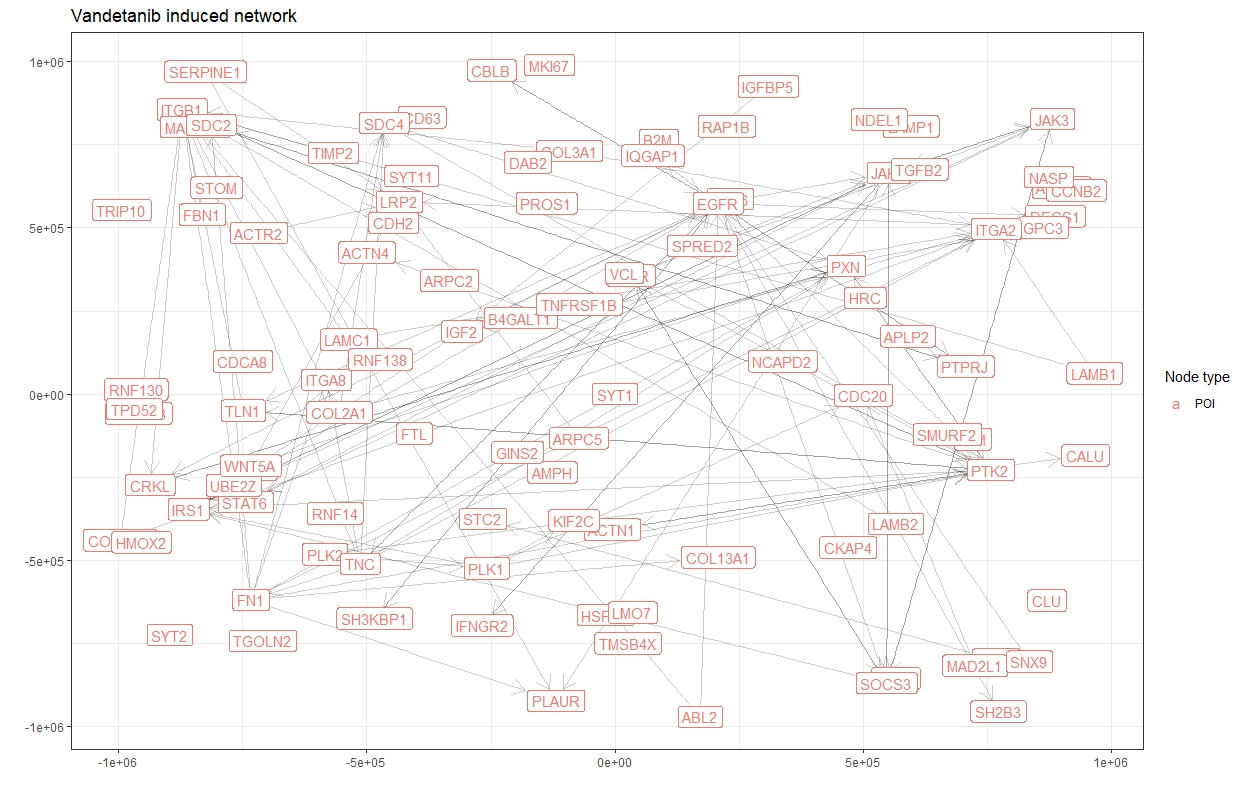 Vandetanib induced network
1e+06
5e+05
0e+00
-5e+05
-1e+06
SERPINE1
CBLB
MKI67
IGFBP5
ITGB1
SDC2
SDC4
CD63
RAP1B
NDEL1
JAK3
TIMP2
DAB2
COL3A1
B2M
IQGAP1
TGFB2
STOM
SYT11
NASP
CCNB2
TRIP10
FBN1
LRP2
PROS1
EGFR
ACTR2
CDH2
ITGA2
GPC3
ACTN4
SPRED2
ARPC2
VCL
PXN
TNFRSF1B
HRC
B4GALT1
IGF2
LAMC1
APLP2
CDCA8
RNF138
NCAPD2
PTPRJ
LAMB1
RNF130
ITGA8
SYT1
CDC20
TPD52
TLN1
COL2A1
FTL
ARPC5
SMURF2
GINS2
CALU
WNT5A
AMPH
PTK2
CRKL
UBE2Z
IRS1
STAT6
RNF14
STC2
KIF2C
ACTN1
LAMB2
HMOX2
PLK2
TNC
PLK1
COL13A1
CKAP4
FN1
SH3KBP1
IFNGR2
LMO7
CLU
SYT2
TGOLN2
TMSB4X
MAD2L1
SNX9
SOCS3
PLAUR
ABL2
SH2B3
-1e+06
-5e+05
0e+00
5e+05
1e+06
Node type
a POI